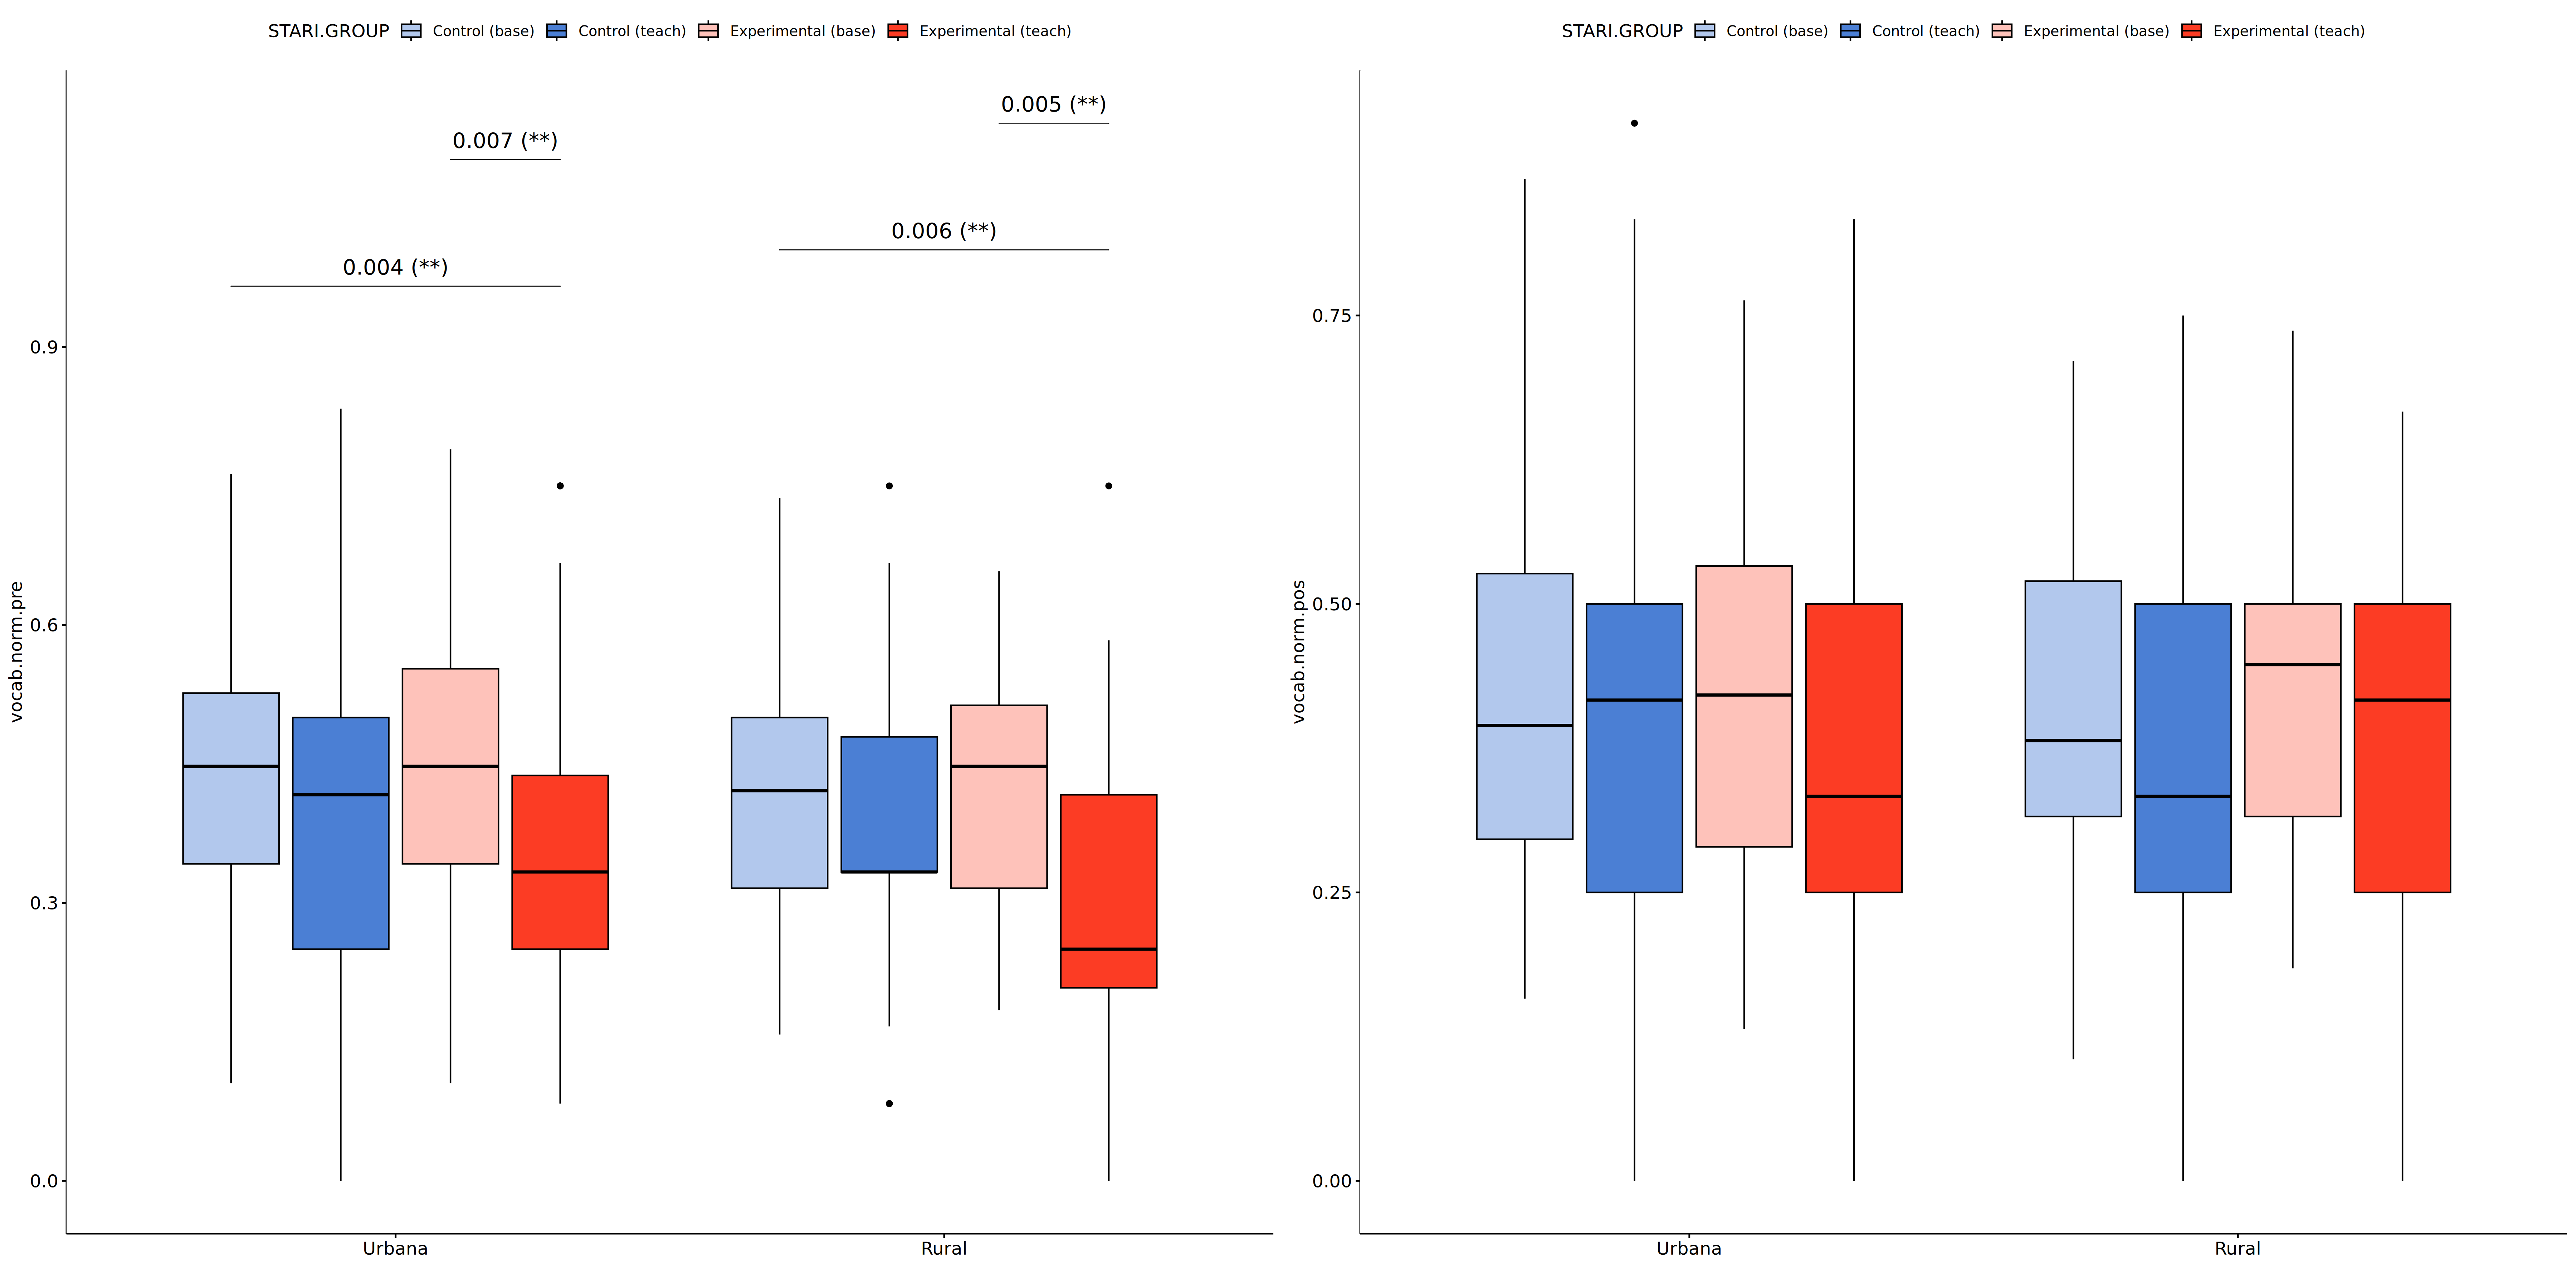 STARI.GROUP Control (base) Control (teach) Experimental (base) Experimental (teach)
0.005 (**)
0.007 (**)
0.006 (**)
0.004 (**)
0.9
0.6
0.3
0.0
vocab.norm.pre
Urbana Rural
STARI.GROUP Control (base) Control (teach) Experimental (base) Experimental (teach)
0.75
0.50
0.25
0.00
vocab.norm.pos
Urbana Rural